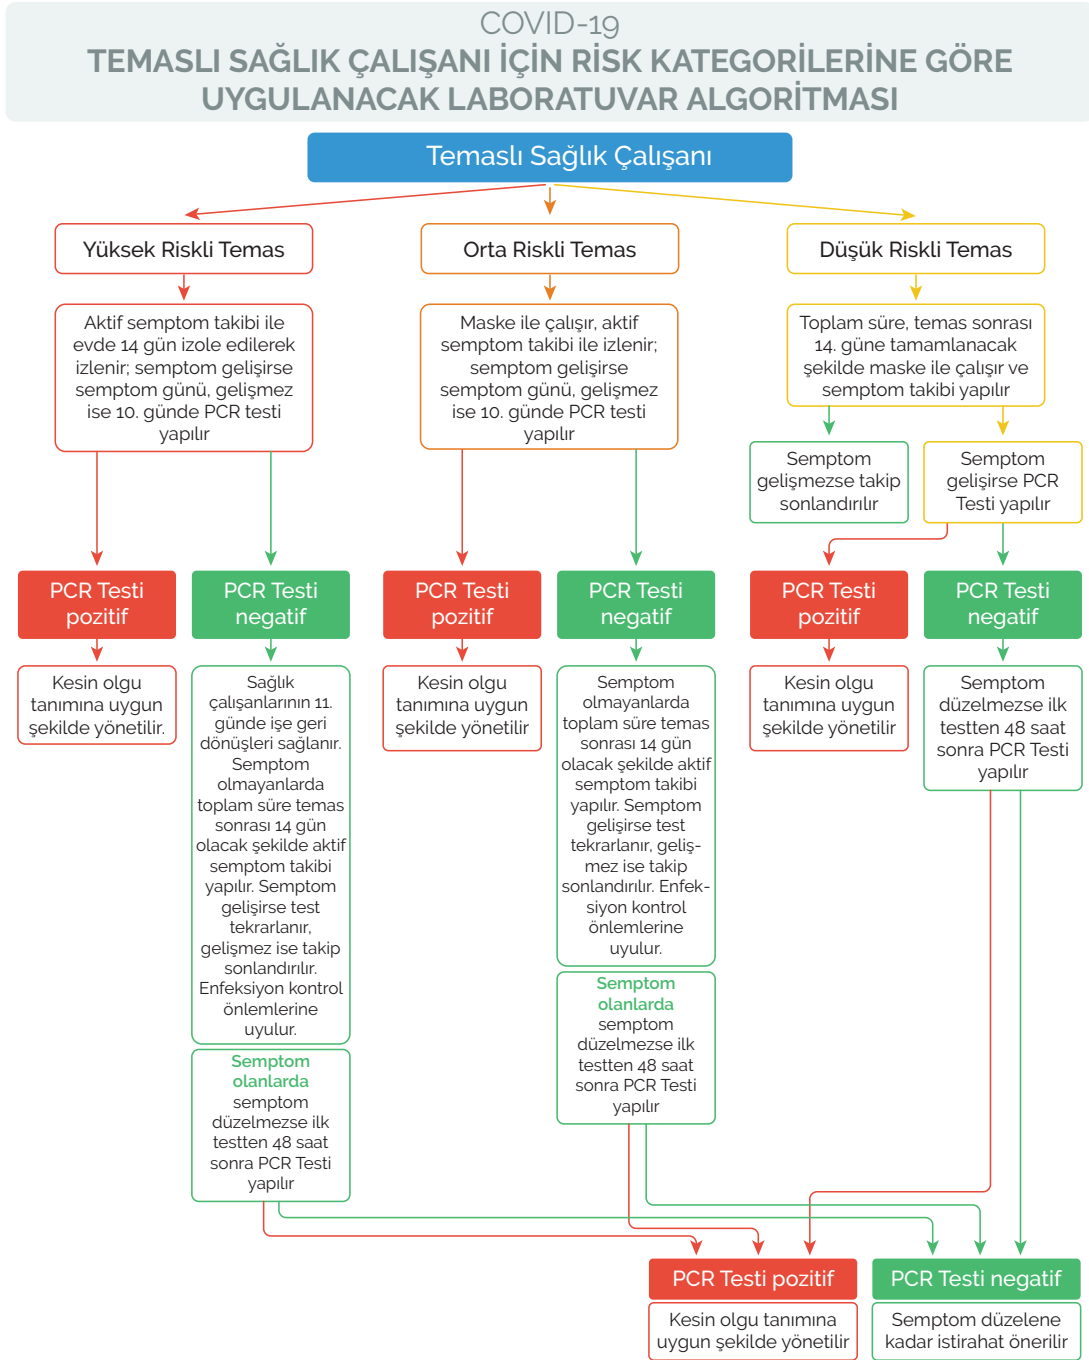 COVID-19
TEMASLI SAĞLIK ÇALIŞANI İÇİN RİSK KATEGORİLERİNE GÖRE
UYGULANACAK LABORATUVAR ALGORİTMASI
Temaslı Sağlık Çalışanı
Yüksek Riskli Temas
Aktif semptom takibi ile
evde 14 gün izole edilerek
izlenir; semptom gelişirse
semptom günü, gelişmez
ise 10. günde PCR testi
yapılır
PCR Testi
pozitif
Kesin olgu
tanımına uygun
şekilde yönetilir.
PCR Testi
negatif
Sağlık
çalışanlarının 11.
günde işe geri
dönüşleri sağlanır.
Semptom
olmayanlarda
toplam süre temas
sonrası 14 gün
olacak şekilde aktif
semptom takibi
yapılır. Semptom
gelişirse test
tekrarlanır,
gelişmez ise takip
sonlandırılır.
Enfeksiyon kontrol
önlemlerine
uyulur.
Semptom
olanlarda
semptom
düzelmezse ilk
testten 48 saat
sonra PCR Testi
yapılır
Orta Riskli Temas
Maske ile çalışır, aktif
semptom takibi ile izlenir;
semptom gelişirse
semptom günü, gelişmez
ise 10. günde PCR testi
yapılır
PCR Testi
pozitif
Kesin olgu
tanımına uygun
şekilde yönetilir
PCR Testi
negatif
Semptom
olmayanlarda
toplam süre temas
sonrası 14 gün
olacak şekilde aktif
semptom takibi
yapılır. Semptom
gelişirse test
tekrarlanır, geliş-
mez ise takip
sonlandırılır. Enfek-
siyon kontrol
önlemlerine
uyulur.
Semptom
olanlarda
semptom
düzelmezse ilk
testten 48 saat
sonra PCR Testi
yapılır
Düşük Riskli Temas
Toplam süre, temas sonrası
14. güne tamamlanacak
şekilde maske ile çalışır ve
semptom takibi yapılır
Semptom
gelişmezse takip
sonlandırılır
Semptom
gelişirse PCR
Testi yapılır
PCR Testi
pozitif
Kesin olgu
tanımına uygun
şekilde yönetilir
PCR Testi
negatif
Semptom
düzelmezse ilk
testten 48 saat
sonra PCR Testi
yapılır
PCR Testi pozitif
Kesin olgu tanımına
uygun şekilde yönetilir
PCR Testi negatif
Semptom düzelene
kadar istirahat önerilir